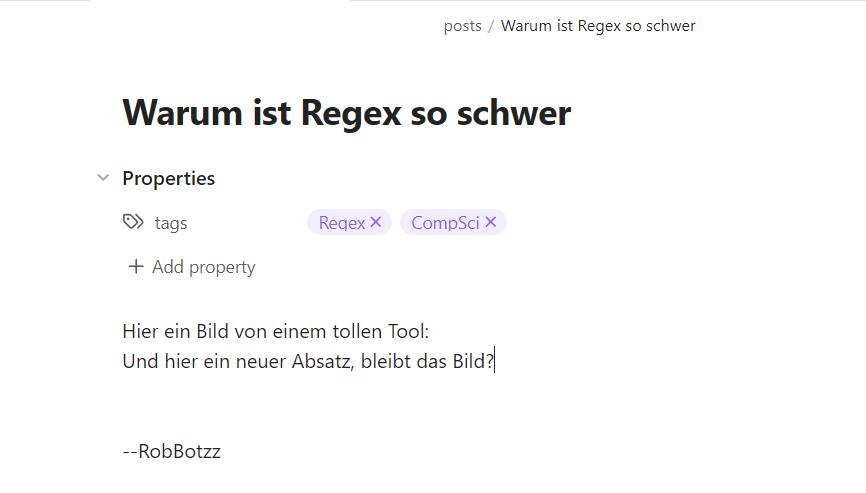 posts / Warum ist Regex so schwer
Warum ist Regex so schwer
Properties
tags Regex × CompSci ×
+ Add property
Hier ein Bild von einem tollen Tool:
Und hier ein neuer Absatz, bleibt das Bild?
--RobBotzz